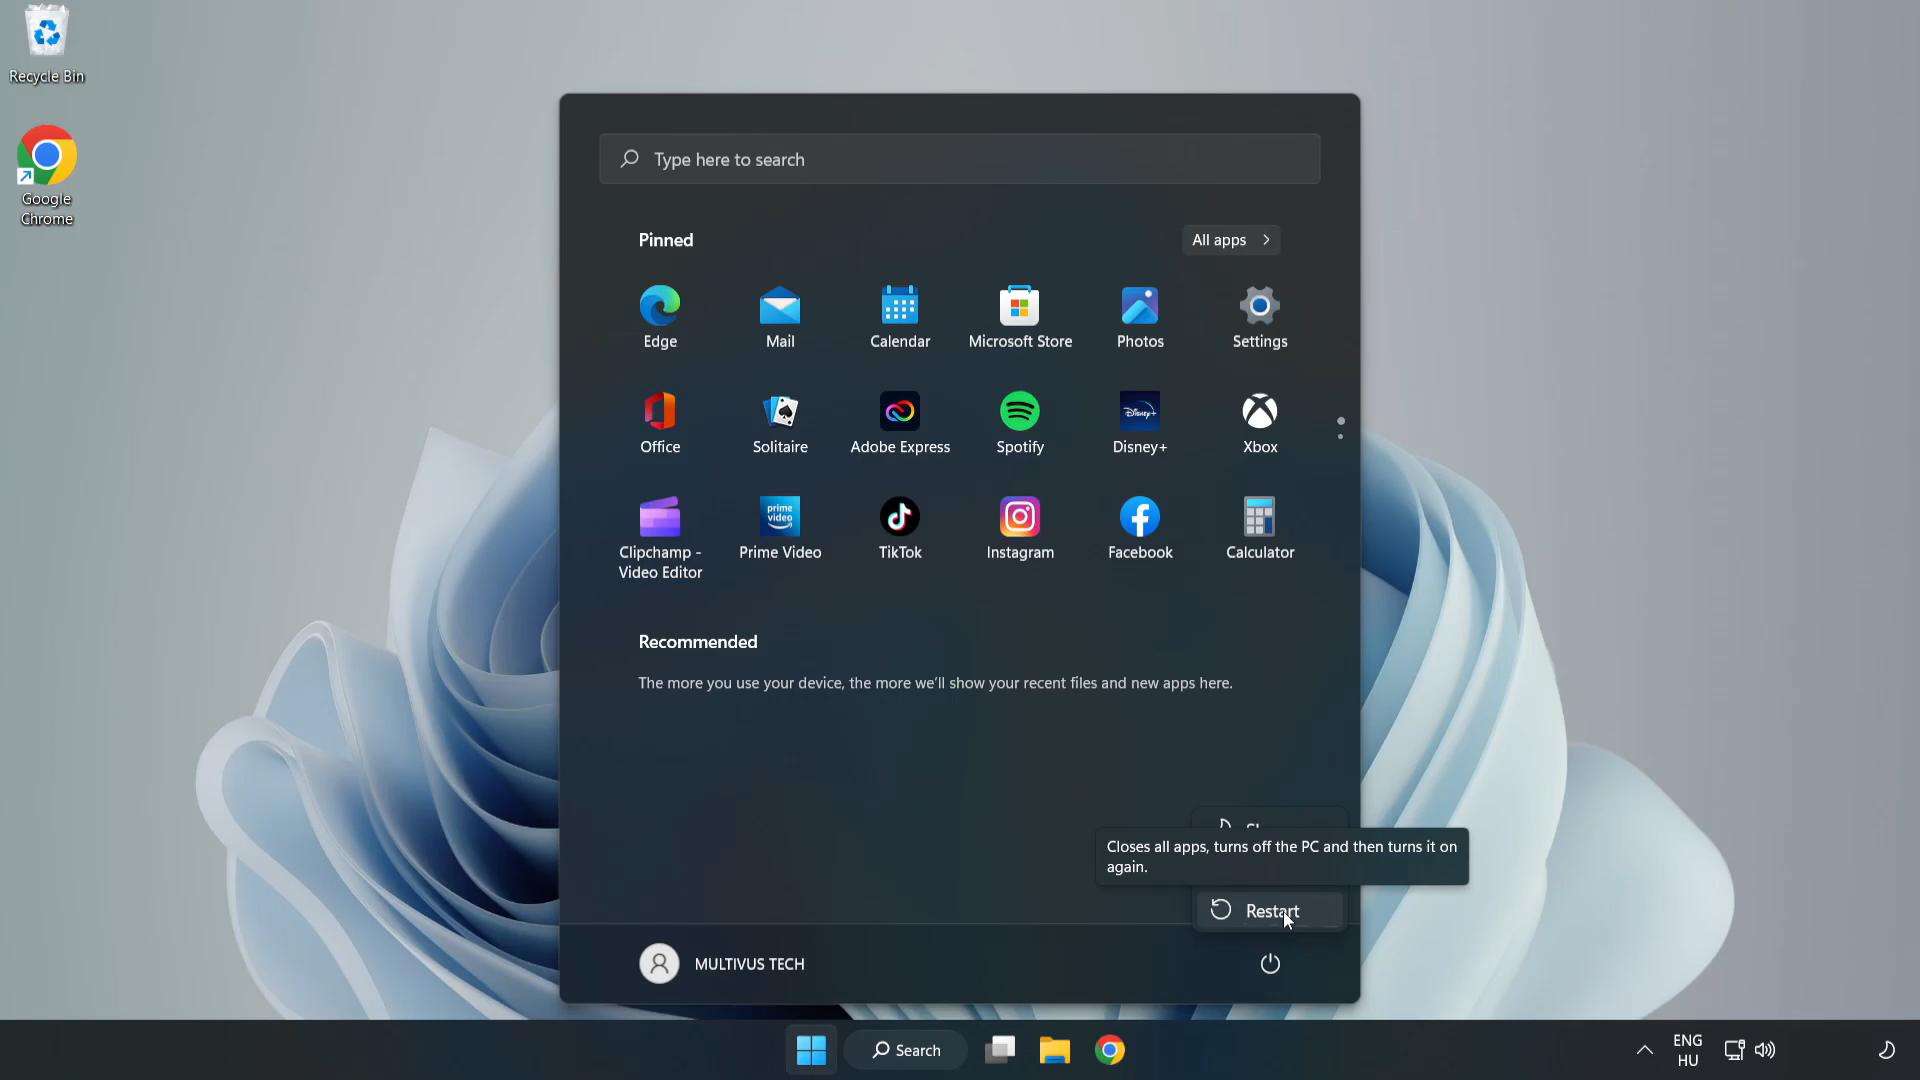 Recycle Bin
Google
Chrome
Type here to search
Pinned
All apps
Edge
Mail
Calendar
Microsoft Store
Photos
Settings
Office
Solitaire
Adobe Express
Spotify
Disney+
Disney+
Xbox
prime
video
Clipchamp -
Video Editor
Prime Video
TikTok
Instagram
Facebook
Calculator
Recommended
The more you use your device, the more we'll show your recent files and new apps here.
Closes all apps, turns off the PC and then turns it on
again.
Restart
MULTIVUS TECH
Search
ENG
HU